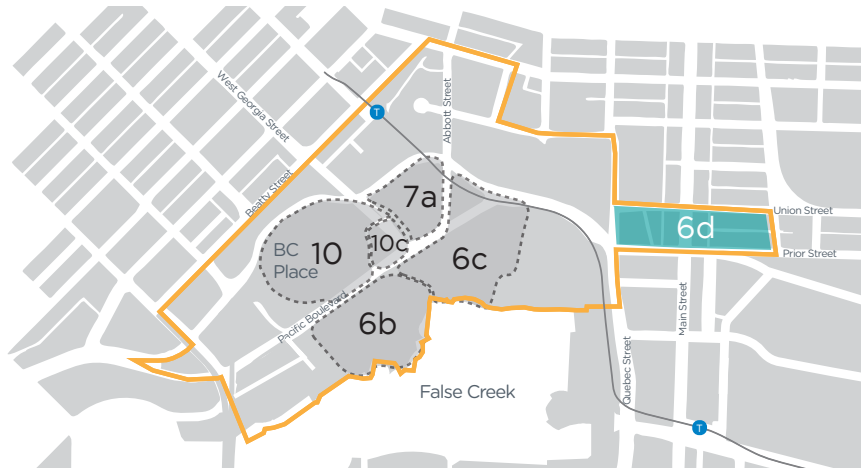 West Georgia Street
Abbott Street
T
Beatty Street
7a
Union Street
6d
10
10c
BC
Place
6c
Prior Street
Pacific Boulevard
6b
Main Street
Quebec Street
False Creek
T